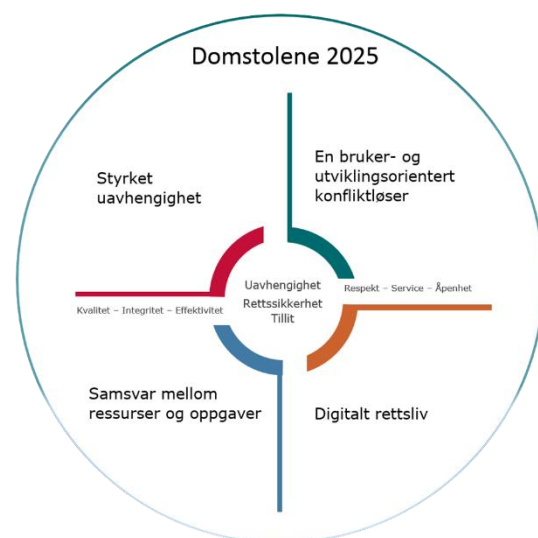 Domstolene 2025
Styrket
uavhengighet
En bruker- og
utviklingsorientert
konfliktløser
Uavhengighet
Rettssikkerhet
Tillit
Kvalitet – Integritet – Effektivitet
Respekt – Service – Åpenhet
Samsvar mellom
ressurser og oppgaver
Digitalt rettsliv